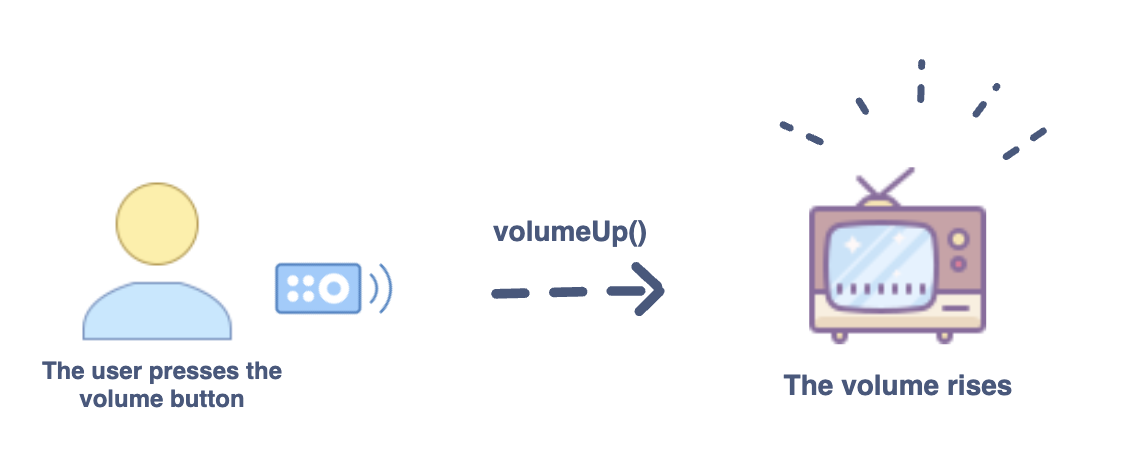 volumeUp()
The user presses the
volume button
The volume rises